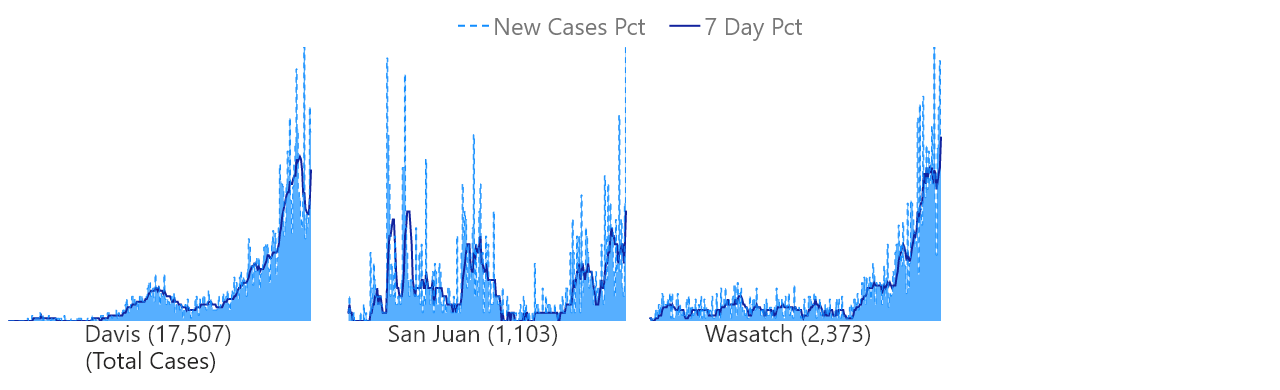 New Cases Pct 7 Day Pct
Davis (17,507)
(Total Cases)
San Juan (1,103)
Wasatch (2,373)